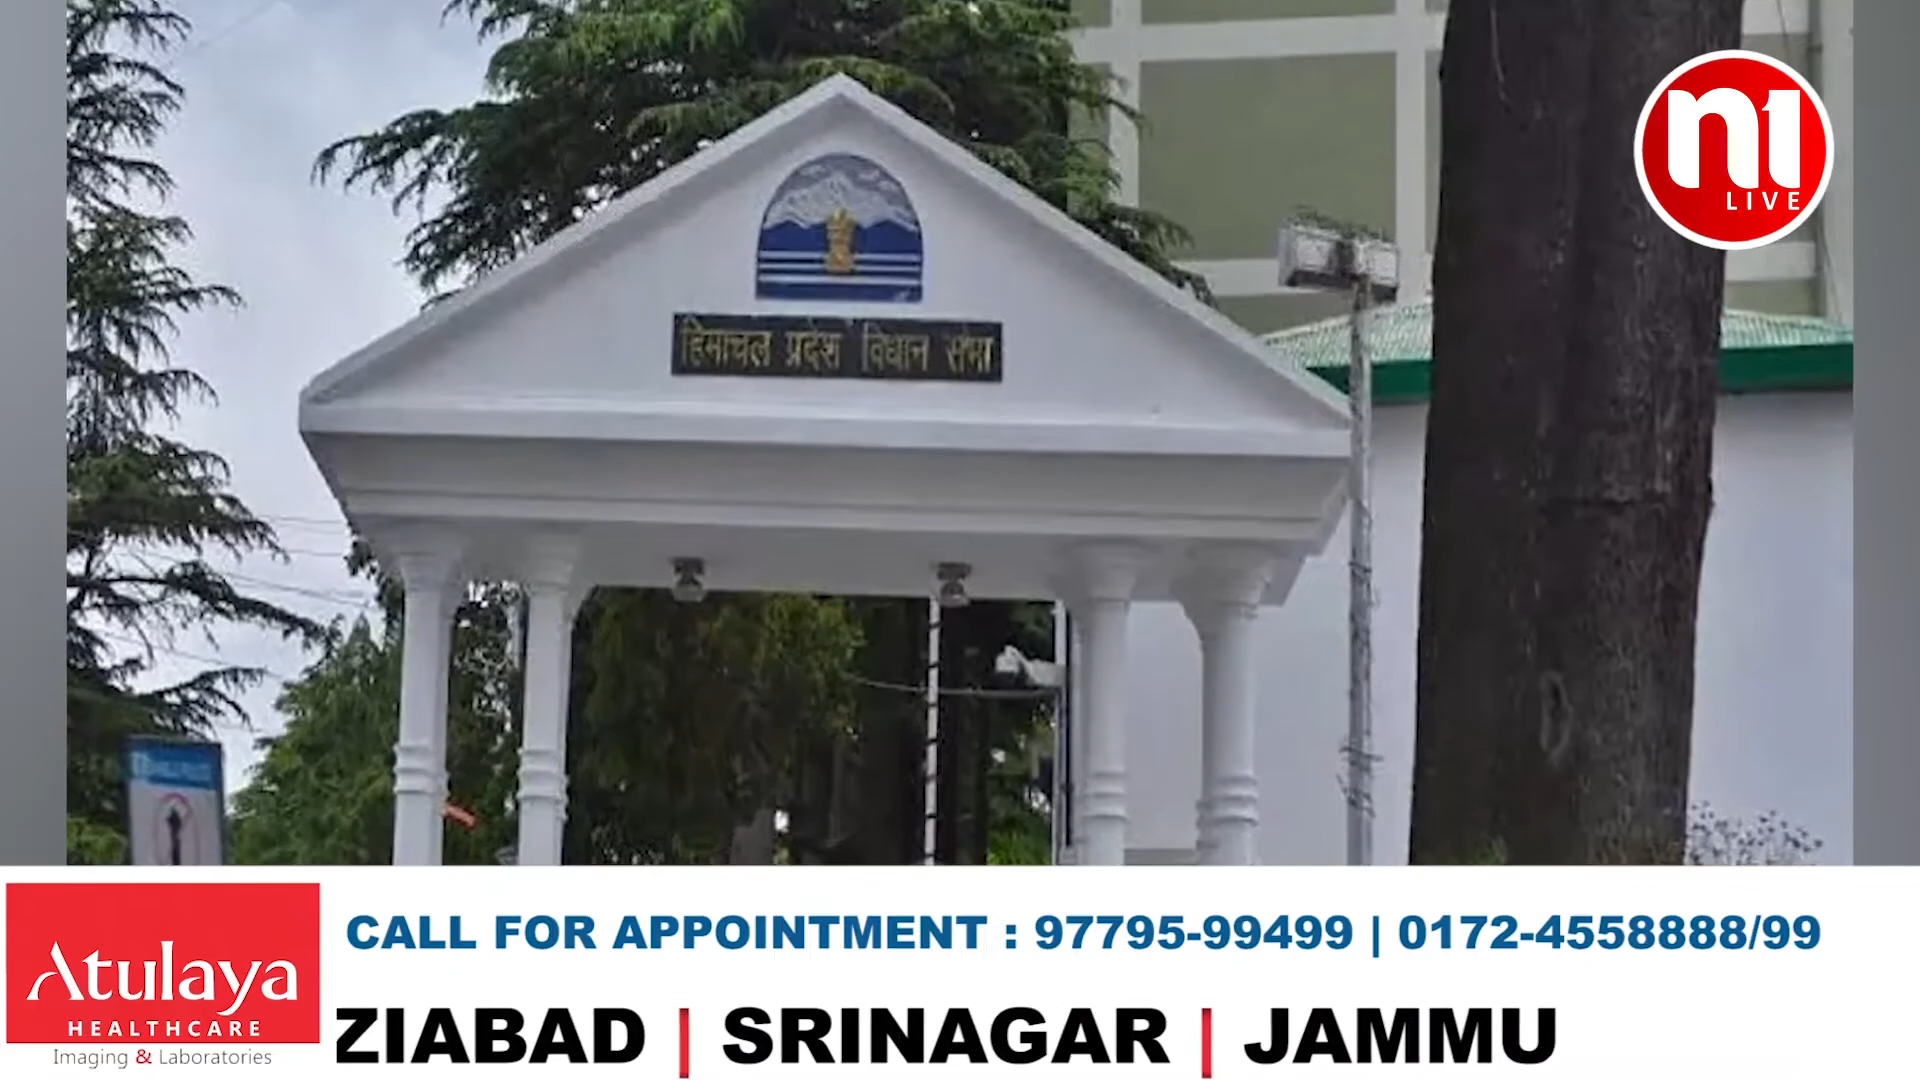 n1
LIVE
हिमाचल प्रदेश विधान सभा
Atulaya
HEALTHCARE
Imaging & Laboratories
CALL FOR APPOINTMENT : 97795-99499 | 0172-4558888/99
ZIABAD | SRINAGAR | JAMMU